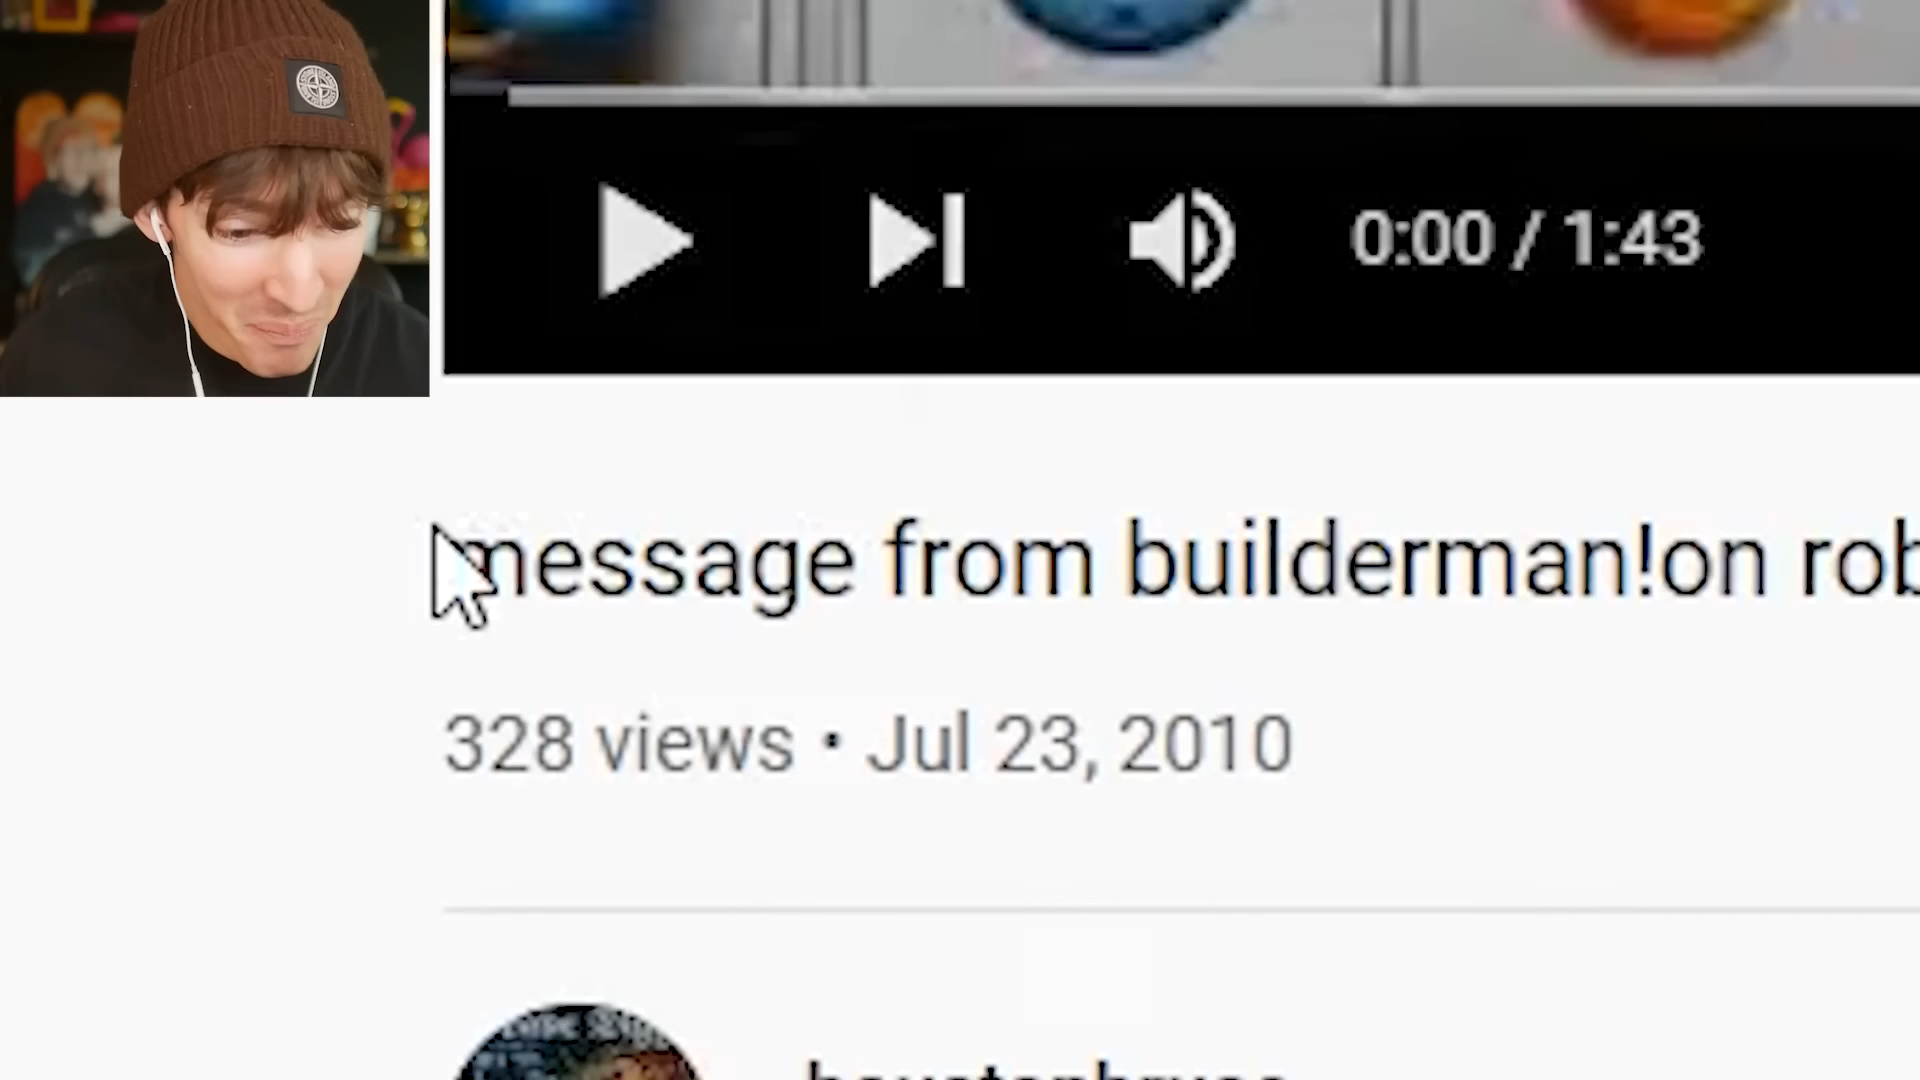 0:00 / 1:43
message from builderman!on rob
328 views • Jul 23, 2010